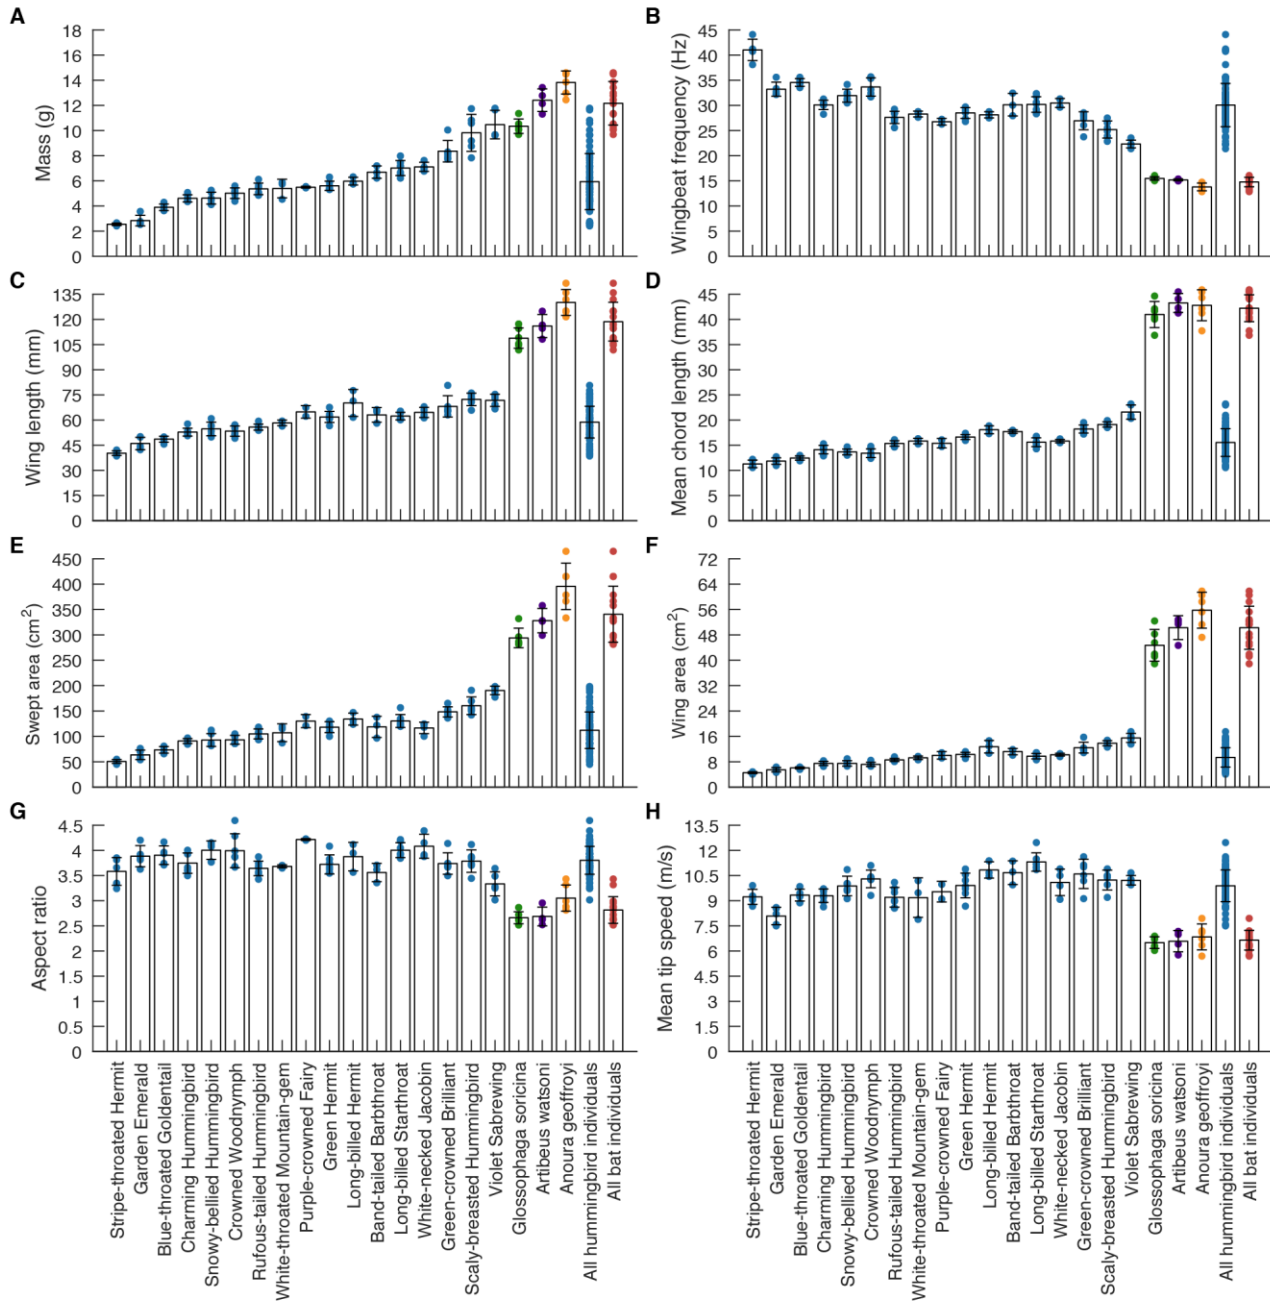 A
Mass (g)
18
16
14
12
10
8
6
4
2
0
B
Wingbeat frequency (Hz)
45
40
35
30
25
20
15
10
5
0
C
Wing length (mm)
135
120
105
75
60
45
30
15
0
D
Mean chord length (mm)
45
40
35
25
20
15
10
5
0
E
Swept area (cm²)
450
400
350
300
250
200
150
100
50
0
F
Wing area (cm²)
72
64
56
48
40
32
24
16
8
0
G
Aspect ratio
4.5
4
3.5
3
2.5
2
1.5
1
0.5
0
H
Mean tip speed (m/s)
13.5
12
10.5
9
7.5
6
4.5
3
1.5
0
Stripe-throated Hermit
Garden Emerald
Blue-throated Goldentail
Charming Hummingbird
Snowy-bellied Hummingbird
Crowned Woodnymph
Rufous-tailed Hummingbird
White-throated Mountain-gem
Purple-crowned Fairy
Green Hermit
Long-billed Hermit
Band-tailed Barbthroat
Long-billed Starthroat
White-necked Jacobin
Green-crowned Brilliant
Scaly-breasted Hummingbird
Violet Sabrewing
Glossophaga soricina
Artibeus watsoni
Anoura geoffroyi
All hummingbird individuals
All bat individuals
Stripe-throated Hermit
Garden Emerald
Blue-throated Goldentail
Charming Hummingbird
Snowy-bellied Hummingbird
Crowned Woodnymph
Rufous-tailed Hummingbird
White-throated Mountain-gem
Purple-crowned Fairy
Green Hermit
Long-billed Hermit
Band-tailed Barbthroat
Long-billed Starthroat
White-necked Jacobin
Green-crowned Brilliant
Scaly-breasted Hummingbird
Violet Sabrewing
Glossophaga soricina
Artibeus watsoni
Anoura geoffroyi
All hummingbird individuals
All bat individuals